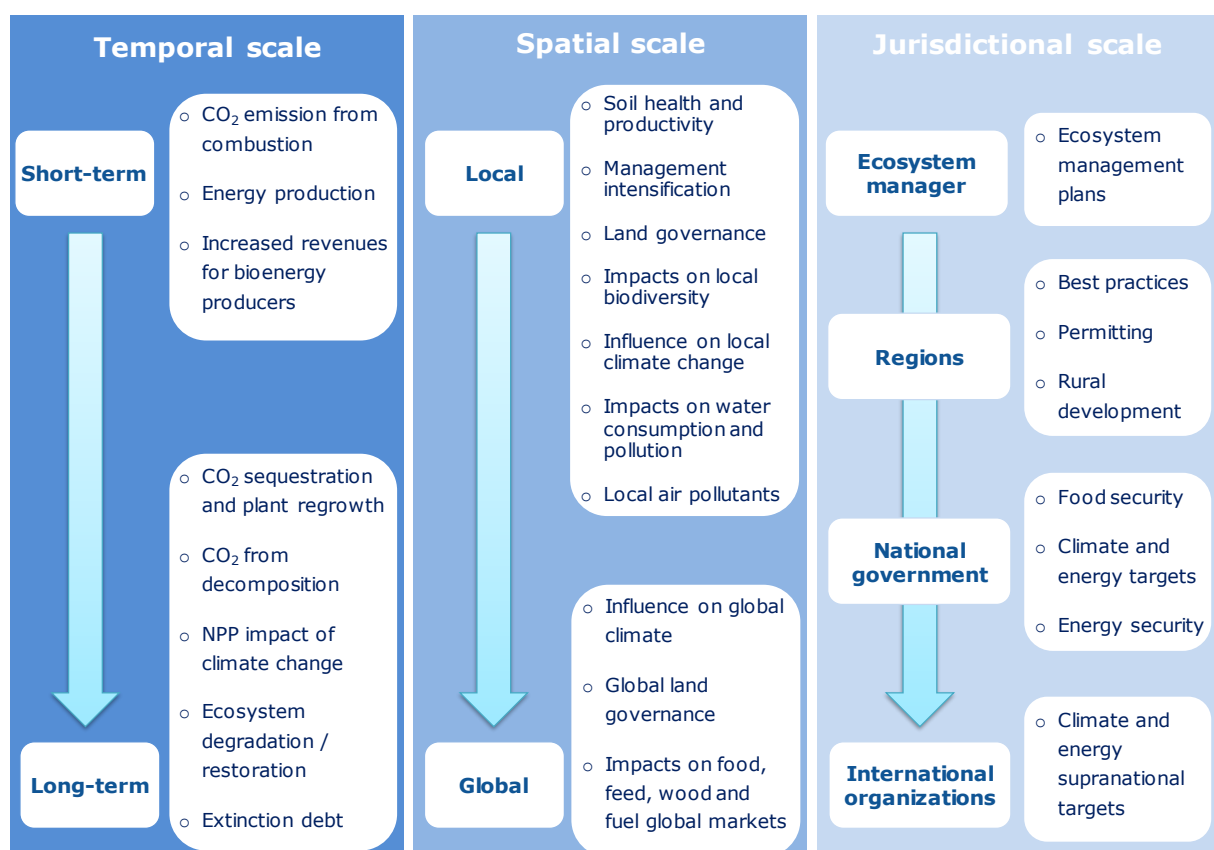 Temporal scale
Short-term
○ CO₂ emission from
combustion
○ Energy production
○ Increased revenues
for bioenergy
producers
○ CO₂ sequestration
and plant regrowth
○ CO₂ from
decomposition
○ NPP impact of
climate change
○ Ecosystem
degradation /
restoration
○ Extinction debt
Long-term
Spatial scale
Local
○ Soil health and
productivity
○ Management
intensification
○ Land governance
○ Impacts on local
biodiversity
○ Influence on local
climate change
○ Impacts on water
consumption and
pollution
○ Local air pollutants
○ Influence on global
climate
○ Global land
governance
○ Impacts on food,
feed, wood and
fuel global markets
Global
Jurisdictional scale
Ecosystem
manager
○ Ecosystem
management
plans
Regions
○ Best practices
○ Permitting
○ Rural
development
National
government
○ Food security
○ Climate and
energy targets
○ Energy security
International
organizations
○ Climate and
energy
supranational
targets